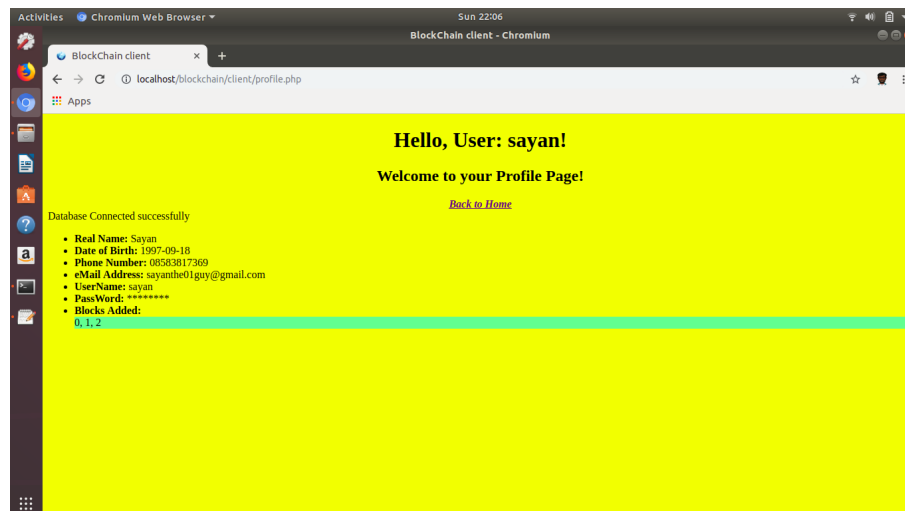 Activities Chromium Web Browser ▾ Sun 22:06
BlockChain client - Chromium
BlockChain client × +
localhost/blockchain/client/profile.php
Apps
Hello, User: sayan!
Welcome to your Profile Page!
Back to Home
Database Connected successfully
• Real Name: Sayan
• Date of Birth: 1997-09-18
• Phone Number: 08583817369
• eMail Address: sayanthe01guy@gmail.com
• UserName: sayan
• PassWord: ********
• Blocks Added:
0, 1, 2